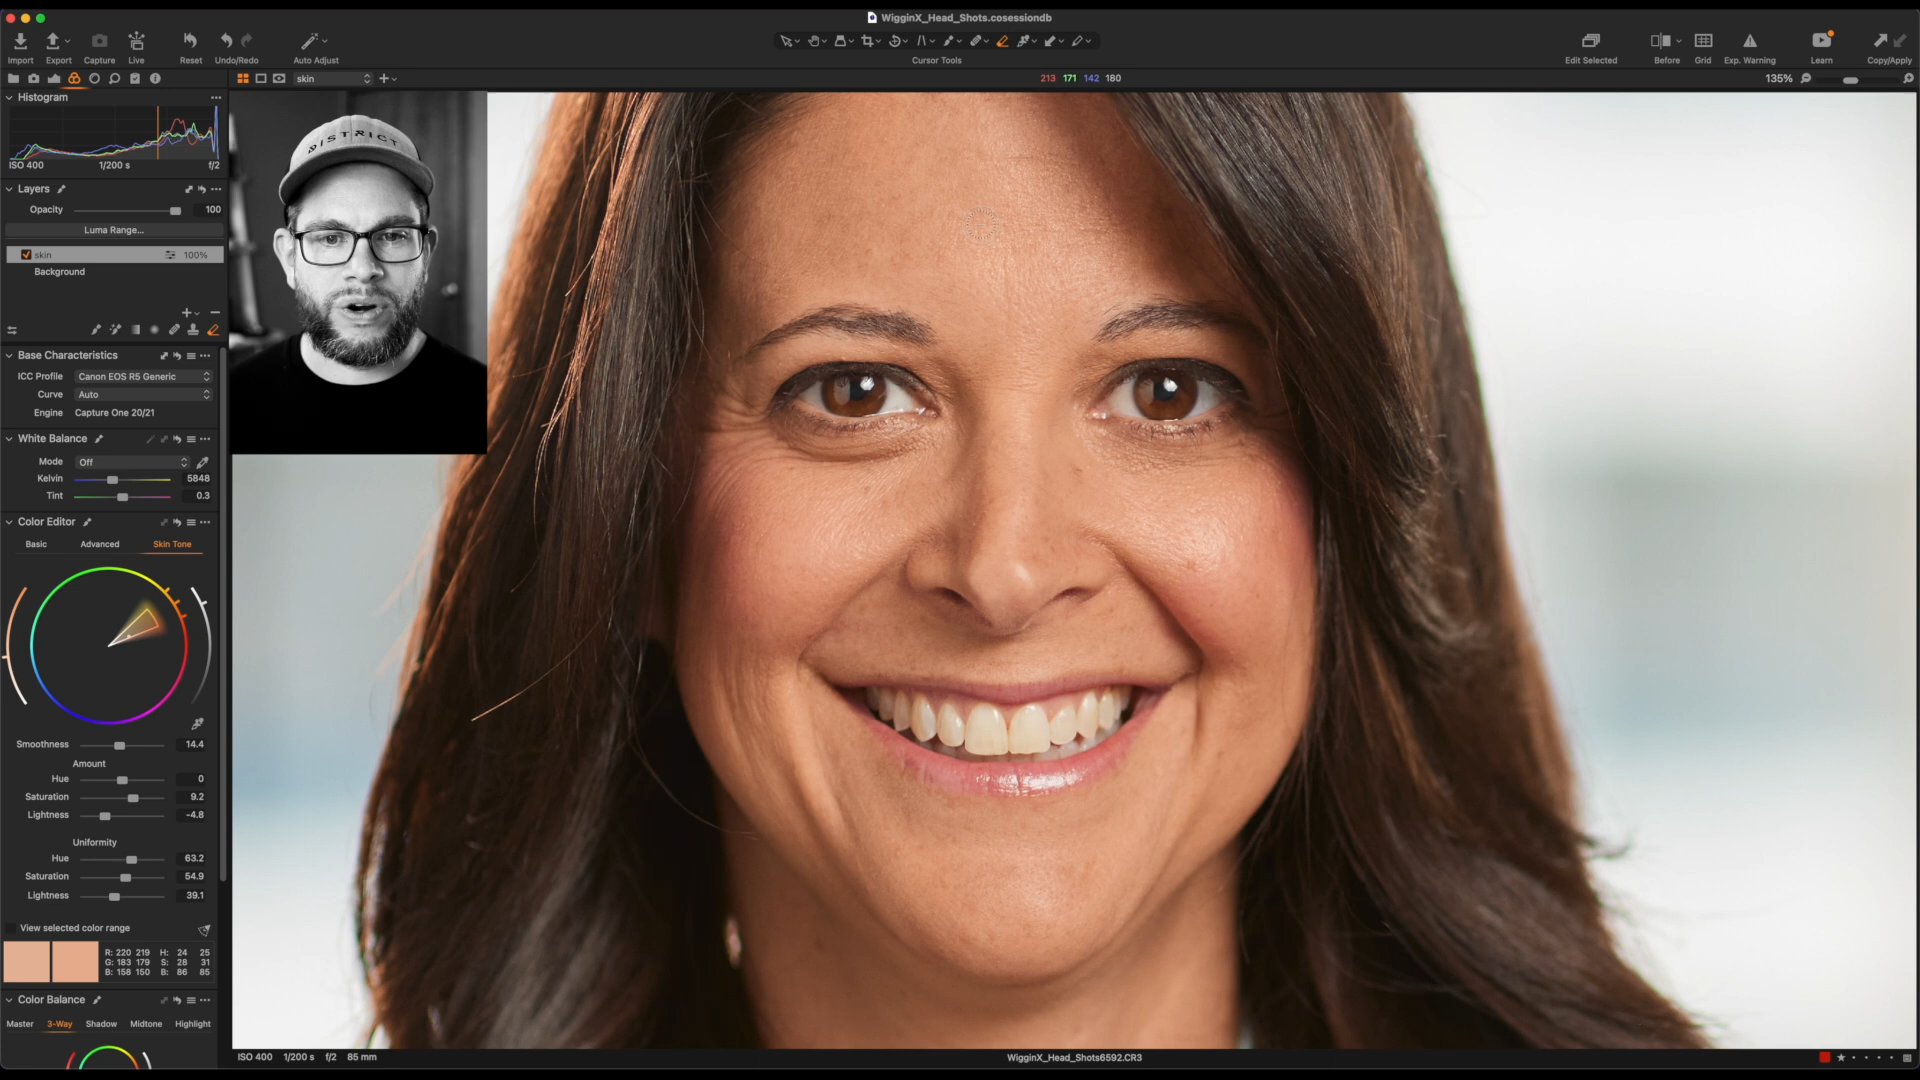 WigginX_Head_Shots.cosessiondb
Import
Export
Capture
Live
Reset
Undo/Redo
Auto Adjust
Cursor Tools
Edit Selected
Before
Grid
Exp. Warning
Learn
Copy/Apply
skin
213 171 142 180
135%
Histogram
ISO 400
1/200 s
f/2
DISTRICT
Layers
Opacity
100
Luma Range...
skin
100%
Background
Base Characteristics
ICC Profile
Canon EOS R5 Generic
Curve
Auto
Engine
Capture One 20/21
White Balance
Mode
Off
Kelvin
5848
Tint
0.3
Color Editor
Basic
Advanced
Skin Tone
Smoothness
14.4
Amount
Hue
0
Saturation
9.2
Lightness
-4.8
Uniformity
Hue
63.2
Saturation
54.9
Lightness
39.1
View selected color range
R: 220 219 H: 24 25
G: 183 179 S: 28 31
B: 158 150 B: 86 85
Color Balance
Master
3-Way
Shadow
Midtone
Highlight
ISO 400
1/200 s
f/2
85 mm
WigginX_Head_Shots6592.CR3